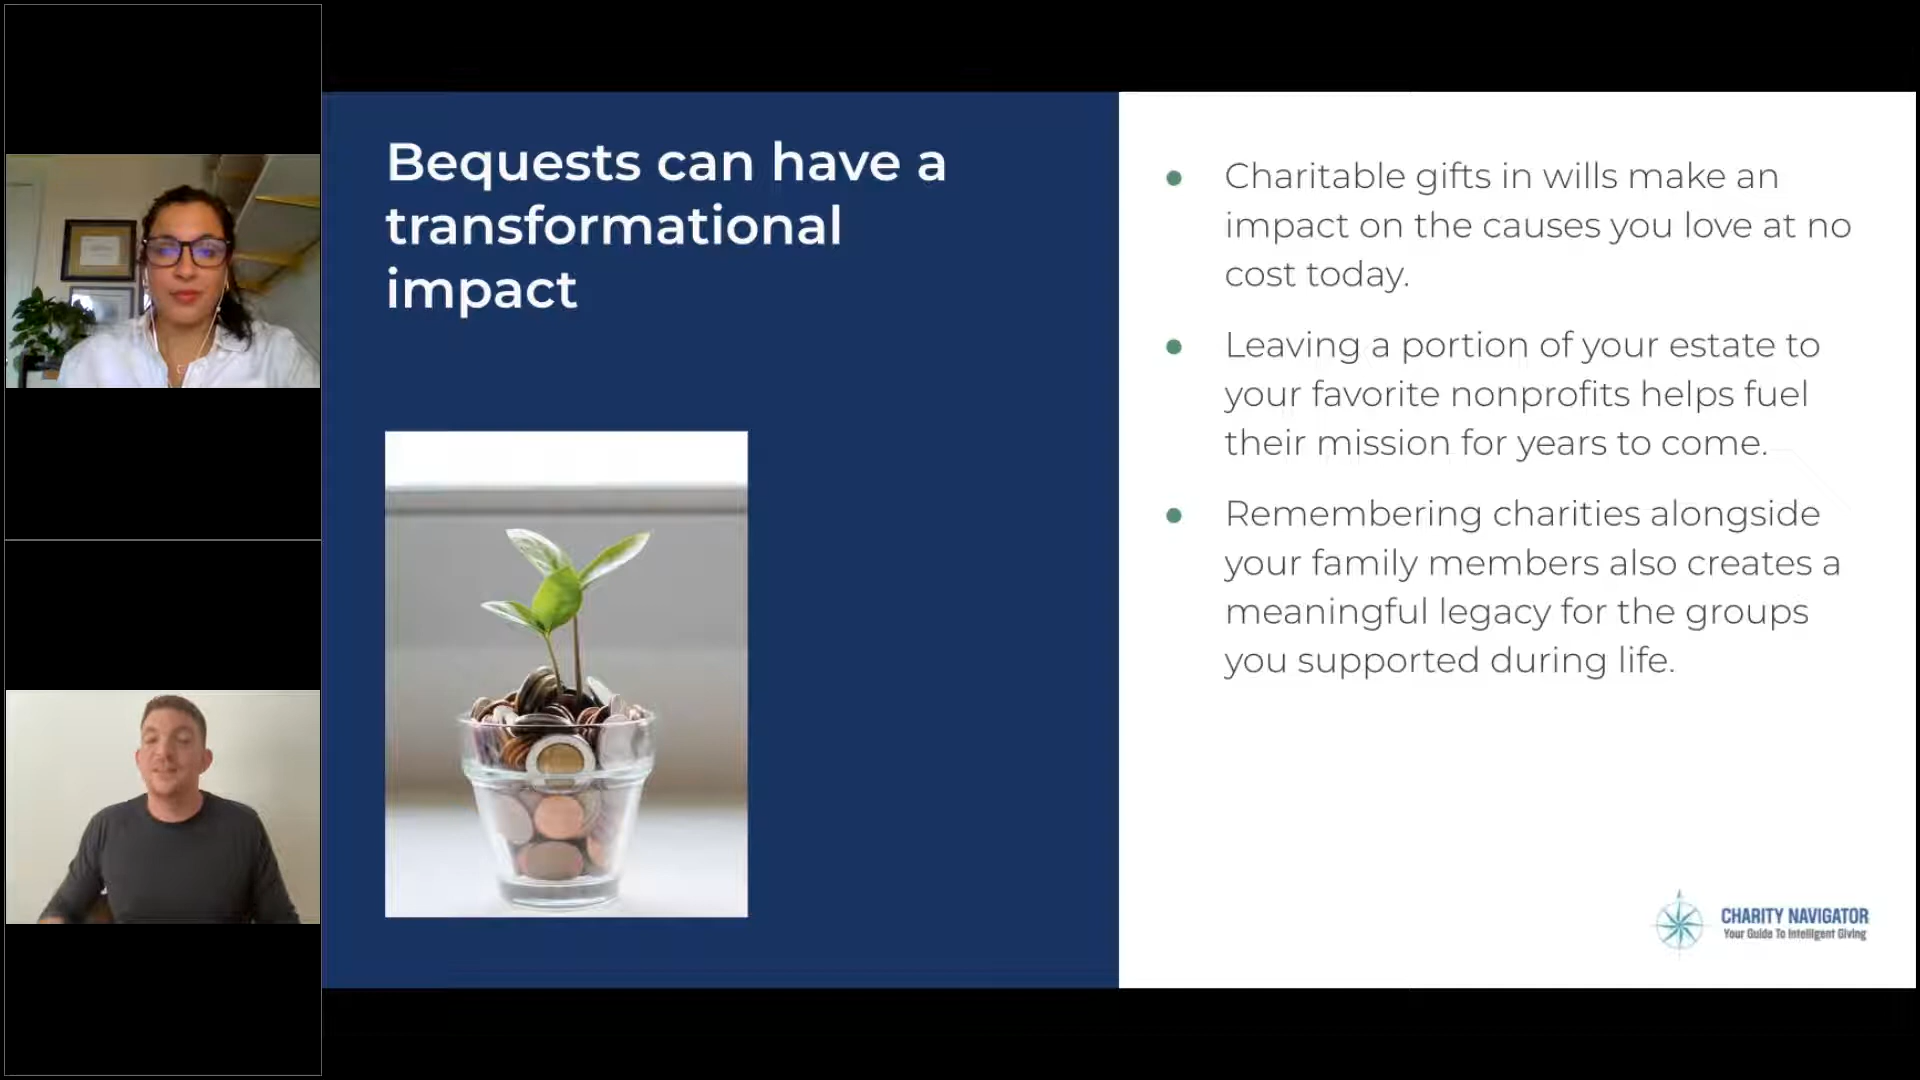 Bequests can have a
transformational
impact
Charitable gifts in wills make an
impact on the causes you love at no
cost today.
Leaving a portion of your estate to
your favorite nonprofits helps fuel
their mission for years to come.
Remembering charities alongside
your family members also creates a
meaningful legacy for the groups
you supported during life.
CHARITY NAVIGATOR
Your Guide To Intelligent Giving